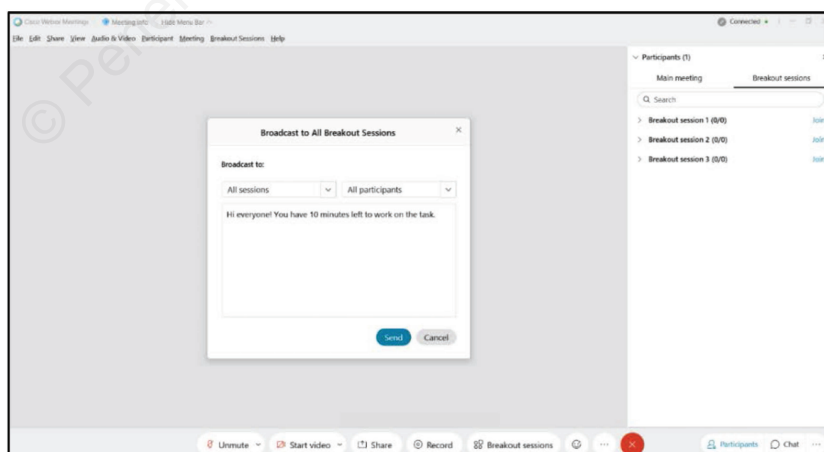 © Pene
Cisco Webex Meetings Meeting Info Hide Menu Bar
Connected
File Edit Share View Audio & Video Participant Meeting Breakout Sessions Help
Participants (1)
Main meeting Breakout sessions
Search
Breakout session 1 (0/0) Join
Breakout session 2 (0/0) Join
Breakout session 3 (0/0) Join
Broadcast to All Breakout Sessions
Broadcast to:
All sessions All participants
Hi everyone! You have 10 minutes left to work on the task.
Send Cancel
Unmute Start video Share Record Breakout sessions Participants Chat